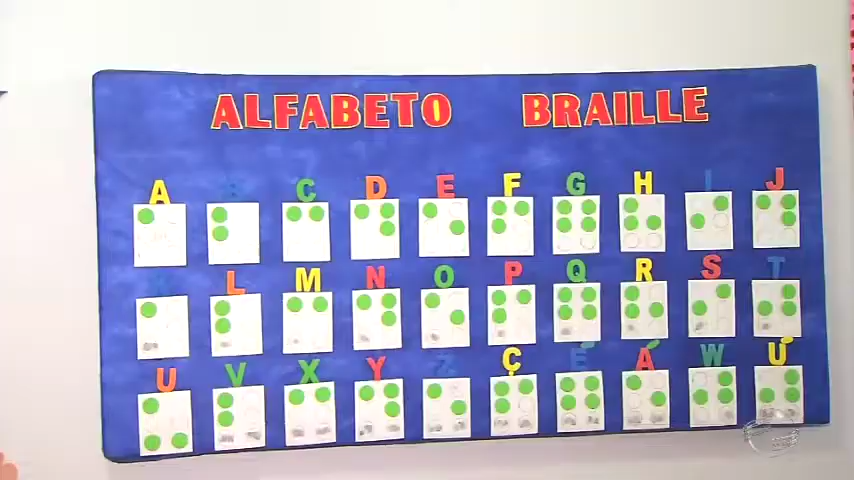 ALFABETO BRAILLE
A B C D E F G H I J
K L M N O P Q R S T
U V X Y Z Ç É Á W Ú